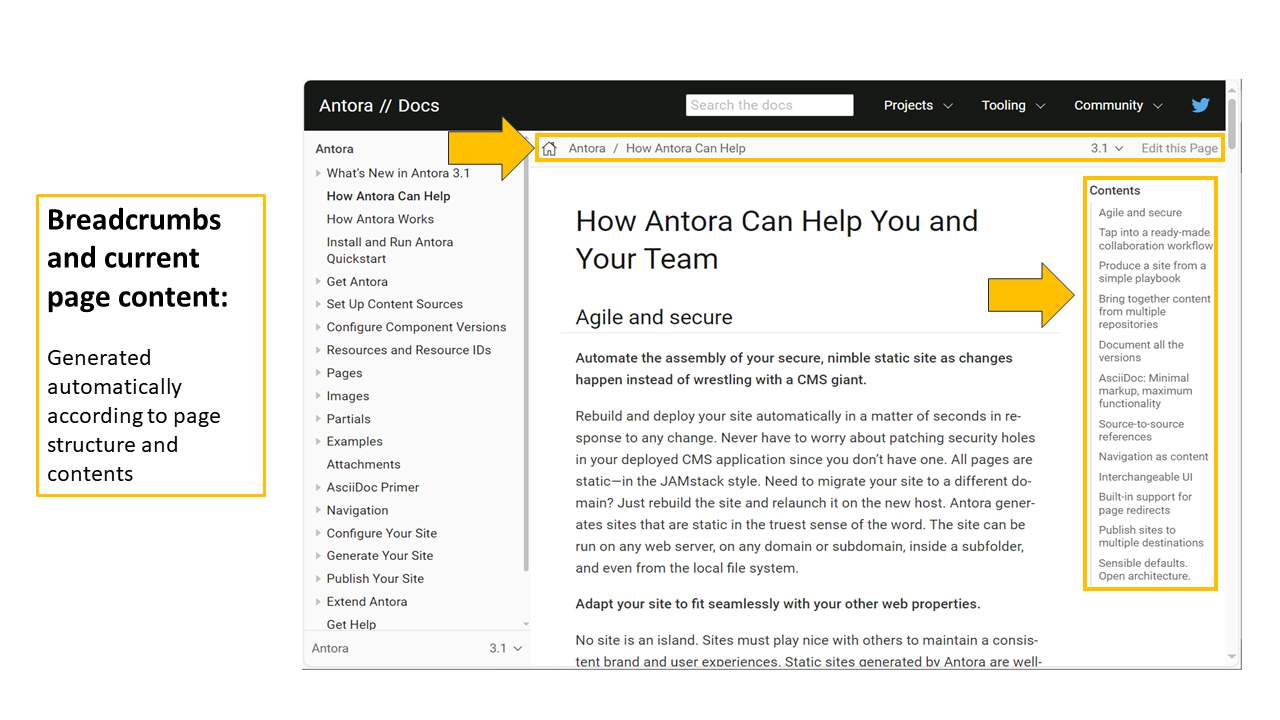 Breadcrumbs
and current
page content:
Generated
automatically
according to page
structure and
contents
Antora // Docs
Search the docs
Projects
Tooling
Community
Antora
What's New in Antora 3.1
How Antora Can Help
How Antora Works
Install and Run Antora
Quickstart
Get Antora
Set Up Content Sources
Configure Component Versions
Resources and Resource IDs
Pages
Images
Partials
Examples
Attachments
AsciiDoc Primer
Navigation
Configure Your Site
Generate Your Site
Publish Your Site
Extend Antora
Get Help
Antora 3.1
Antora / How Antora Can Help
3.1
Edit this Page
How Antora Can Help You and
Your Team
Agile and secure
Automate the assembly of your secure, nimble static site as changes
happen instead of wrestling with a CMS giant.
Rebuild and deploy your site automatically in a matter of seconds in re-
sponse to any change. Never have to worry about patching security holes
in your deployed CMS application since you don’t have one. All pages are
static—in the JAMstack style. Need to migrate your site to a different do-
main? Just rebuild the site and relaunch it on the new host. Antora gener-
ates sites that are static in the truest sense of the word. The site can be
run on any web server, on any domain or subdomain, inside a subfolder,
and even from the local file system.
Adapt your site to fit seamlessly with your other web properties.
No site is an island. Sites must play nice with others to maintain a consis-
tent brand and user experiences. Static sites generated by Antora are well-
Contents
Agile and secure
Tap into a ready-made
collaboration workflow
Produce a site from a
simple playbook
Bring together content
from multiple
repositories
Document all the
versions
AsciiDoc: Minimal
markup, maximum
functionality
Source-to-source
references
Navigation as content
Interchangeable UI
Built-in support for
page redirects
Publish sites to
multiple destinations
Sensible defaults.
Open architecture.